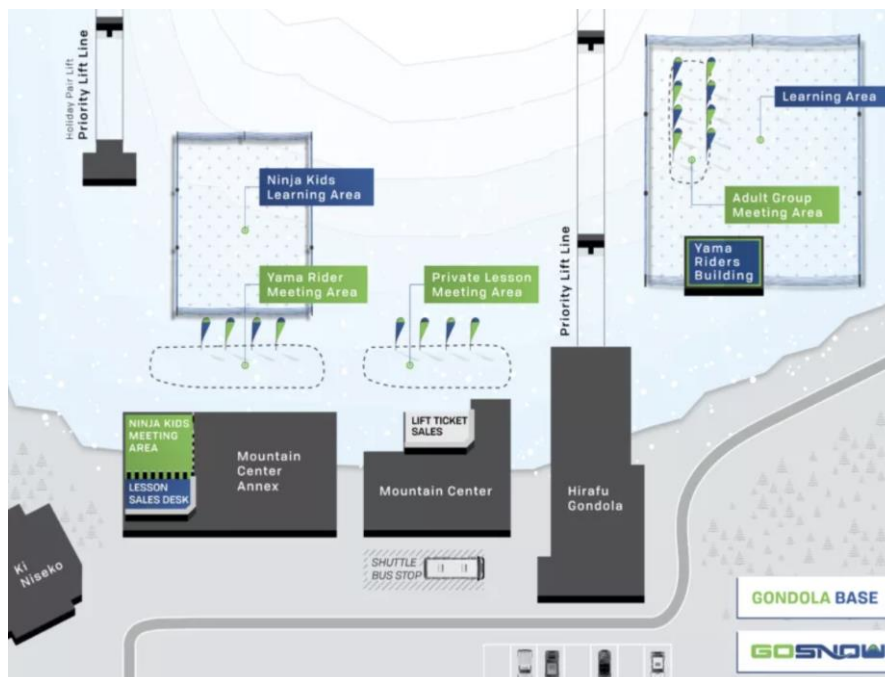 Holiday Pair Lift
Priority Lift Line
Ninja Kids
Learning Area
Yama Rider
Meeting Area
Private Lesson
Meeting Area
Priority Lift Line
Learning Area
Adult Group
Meeting Area
Yama
Riders
Building
NINJA KIDS
MEETING
AREA
LESSON
SALES DESK
Mountain
Center
Annex
LIFT TICKET
SALES
Mountain Center
Hirafu
Gondola
Ki
Niseko
SHUTTLE
BUS STOP
GONDOLA BASE
GOSNOW